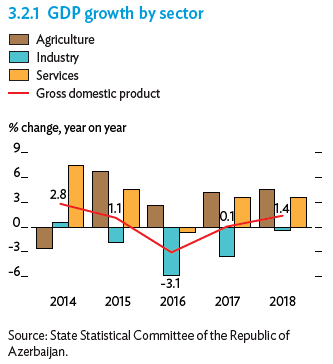 3.2.1 GDP growth by sector
Agriculture
Industry
Services
Gross domestic product
% change, year on year
9
6
3
0
-3
-6
2.8
1.1
-3.1
0.1
1.4
2014 2015 2016 2017 2018
Source: State Statistical Committee of the Republic of
Azerbaijan.